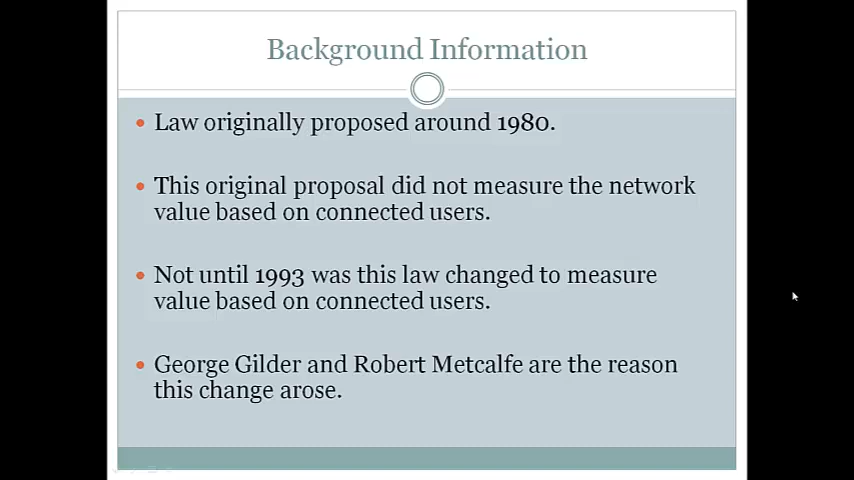 Background Information
• Law originally proposed around 1980.
• This original proposal did not measure the network
value based on connected users.
• Not until 1993 was this law changed to measure
value based on connected users.
• George Gilder and Robert Metcalfe are the reason
this change arose.